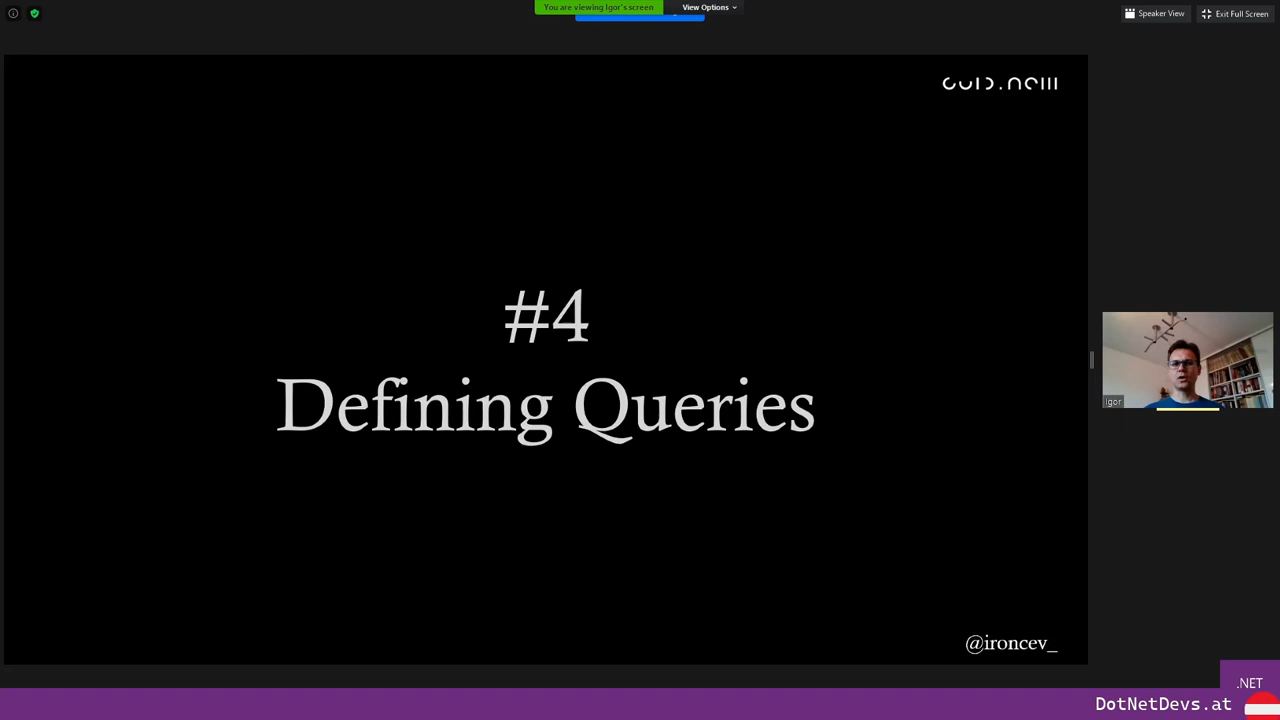 You are viewing Igor's screen
View Options
Speaker View
Exit Full Screen
#4
Defining Queries
Igor
@ironcev_
.NET
DotNetDevs.at